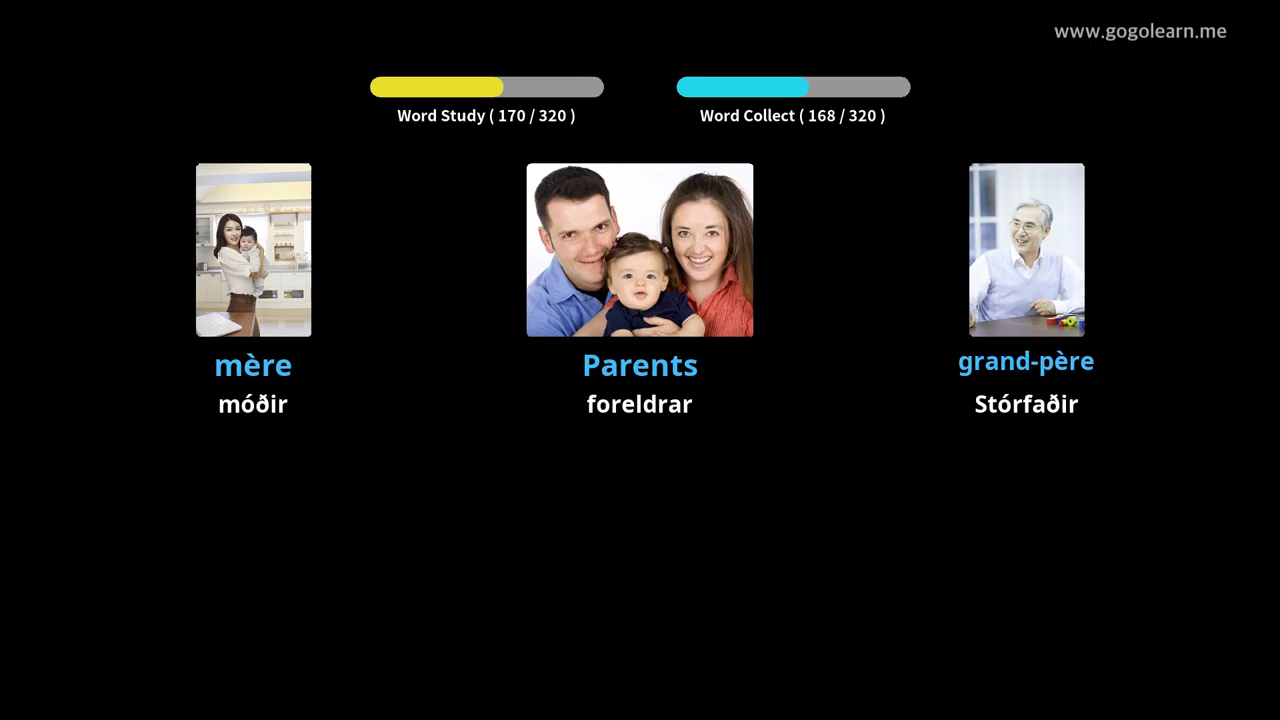 www.gogolearn.me
Word Study ( 170 / 320 )
Word Collect ( 168 / 320 )
mère
Parents
grand-père
móðir
foreldrar
Stórfaðir